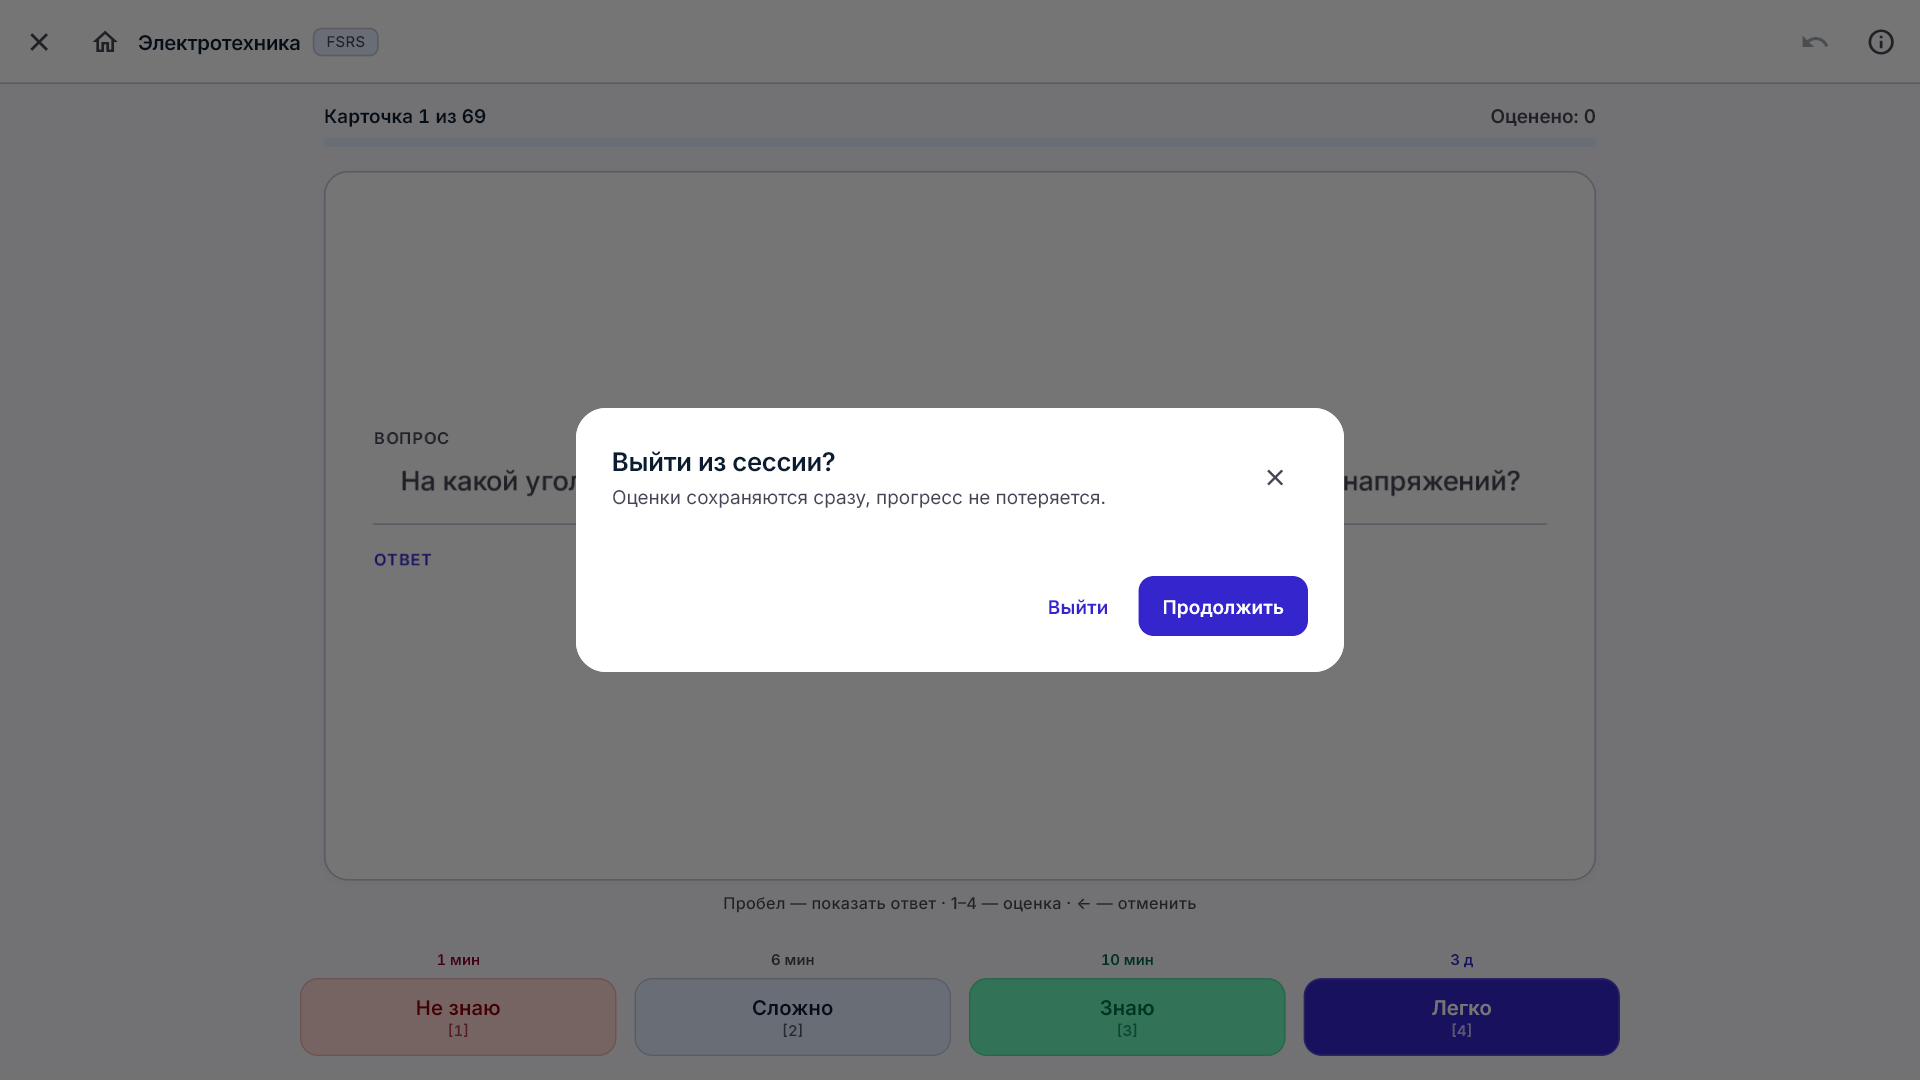 Электротехника
FSRS
Карточка 1 из 69
Оценено: 0
ВОПРОС
На какой
напряжений?
ОТВЕТ
Выйти из сессии?
Оценки сохраняются сразу, прогресс не потеряется.
Выйти
Продолжить
Пробел — показать ответ · 1–4 — оценка · ← — отменить
1 мин
6 мин
10 мин
3 д
Не знаю
[1]
Сложно
[2]
Знаю
[3]
Легко
[4]